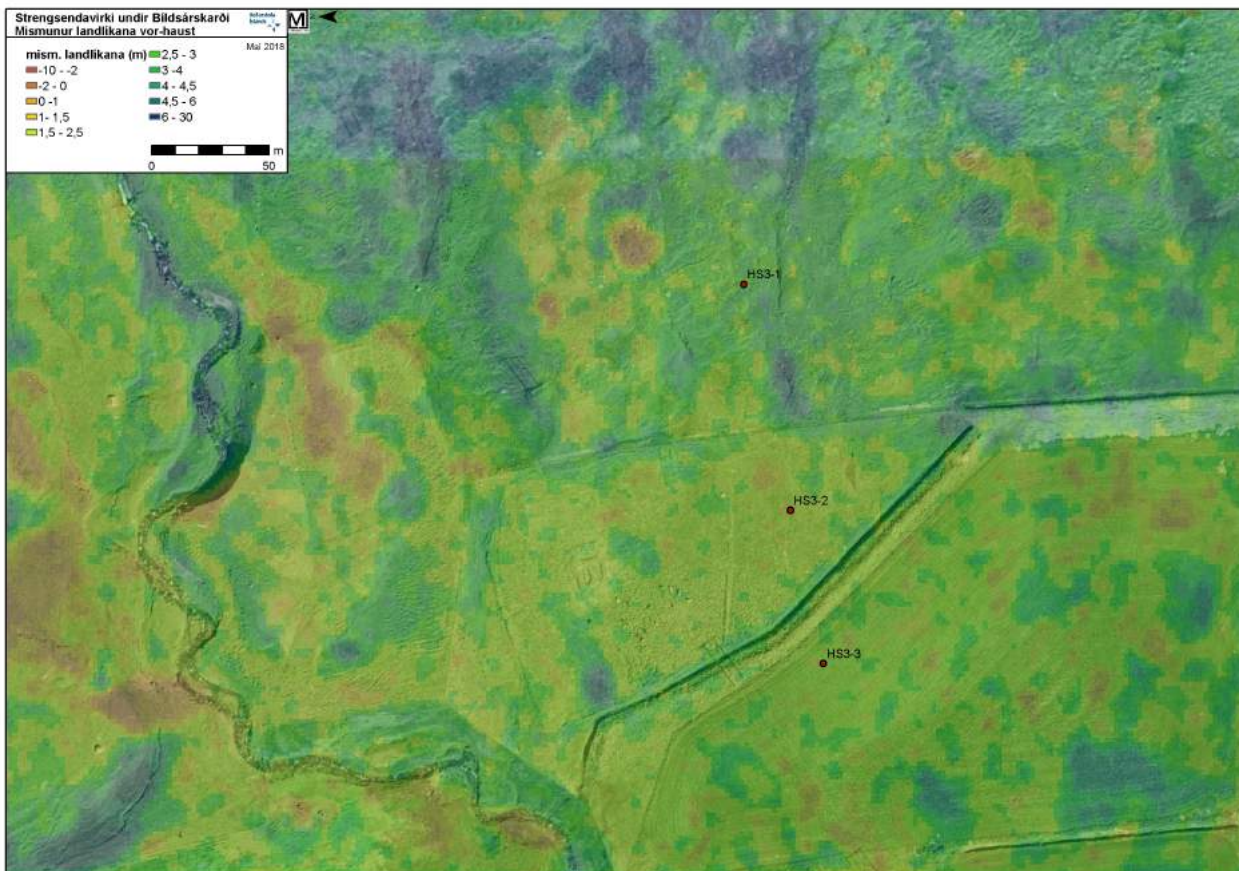 Strengsendavirki undir Bíldsárskarði
Mismunur landlíkana vor-haust
Maí 2018
mism. landlíkana (m)
-10 - -2
-2 - 0
0 -1
1- 1,5
1,5 - 2,5
2,5 - 3
3 -4
4 - 4,5
4,5 - 6
6 - 30
m
0
50
HS3-1
HS3-2
HS3-3